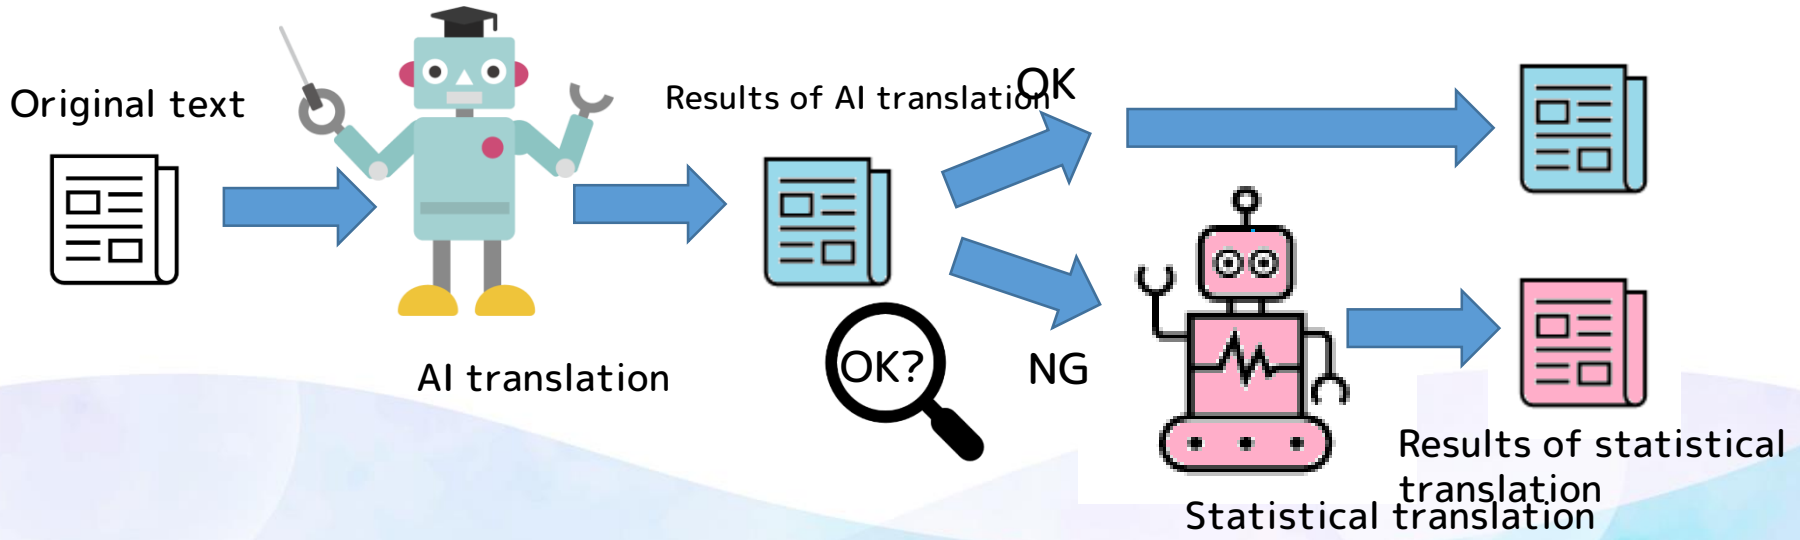 Original text
AI translation
Results of AI translation
OK?
OK
NG
Statistical translation
Results of statistical
translation